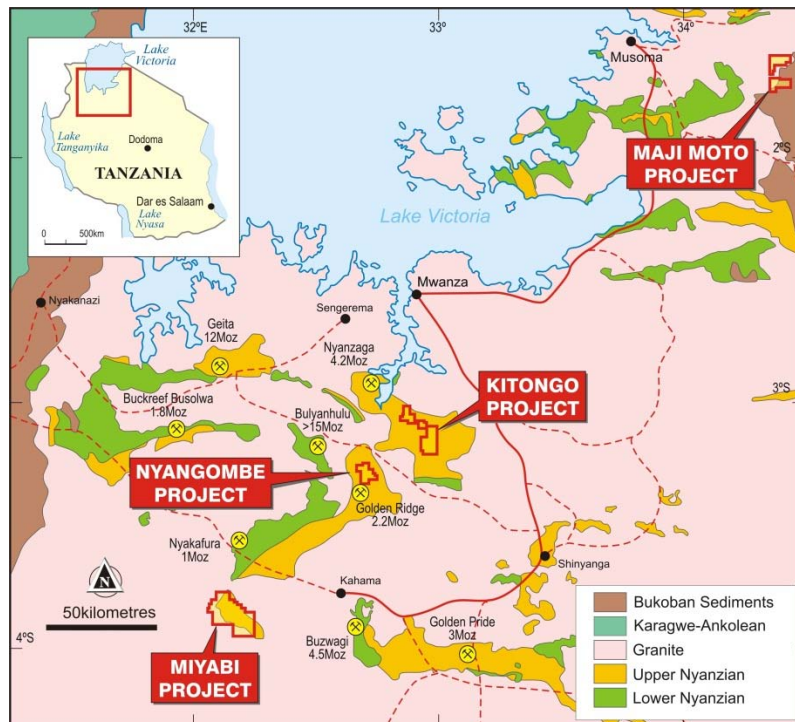 32°E
33°
34°
Lake
Victoria
Lake
Tanganyika
Dodoma
TANZANIA
Dar es Salaam
Lake
Nyasa
0
500km
Musoma
MAJI MOTO
PROJECT
2°S
Lake Victoria
Nyakanazi
Mwanza
Sengerema
Geita
12Moz
Nyanzaga
4.2Moz
3°S
KITONGO
PROJECT
Buckreef Busolwa
1.8Moz
Bulyanhulu
>15Moz
NYANGOMBE
PROJECT
Golden Ridge
2.2Moz
Nyakafura
1Moz
Shinyanga
N
Kahama
50kilometres
4°S
MIYABI
PROJECT
Buzwagi
4.5Moz
Golden Pride
3Moz
Bukoban Sediments
Karagwe-Ankolean
Granite
Upper Nyanzian
Lower Nyanzian